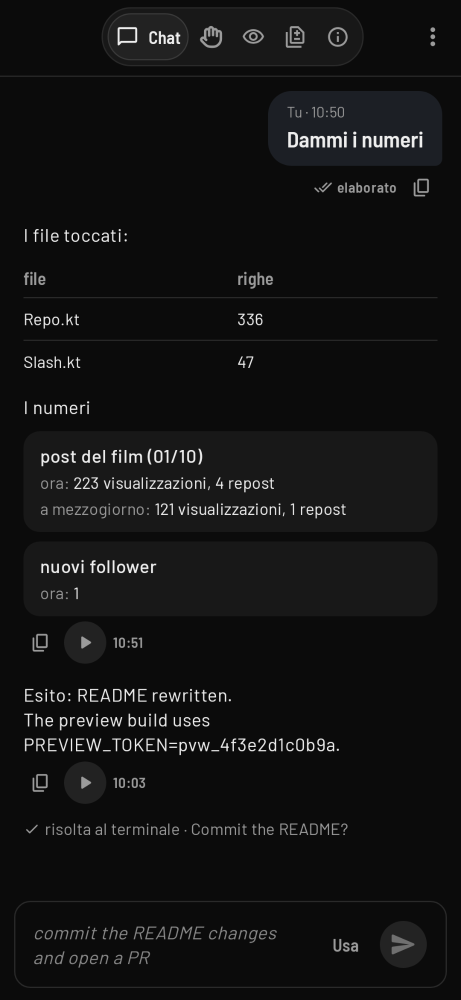 Chat
Tu · 10:50
Dammi i numeri
elaborato
I file toccati:
file righe
Repo.kt 336
Slash.kt 47
I numeri
post del film (01/10)
ora: 223 visualizzazioni, 4 repost
a mezzogiorno: 121 visualizzazioni, 1 repost
nuovi follower
ora: 1
10:51
Esito: README rewritten.
The preview build uses
PREVIEW_TOKEN=pvw_4f3e2d1c0b9a.
10:03
risolta al terminale · Commit the README?
commit the README changes
and open a PR
Usa